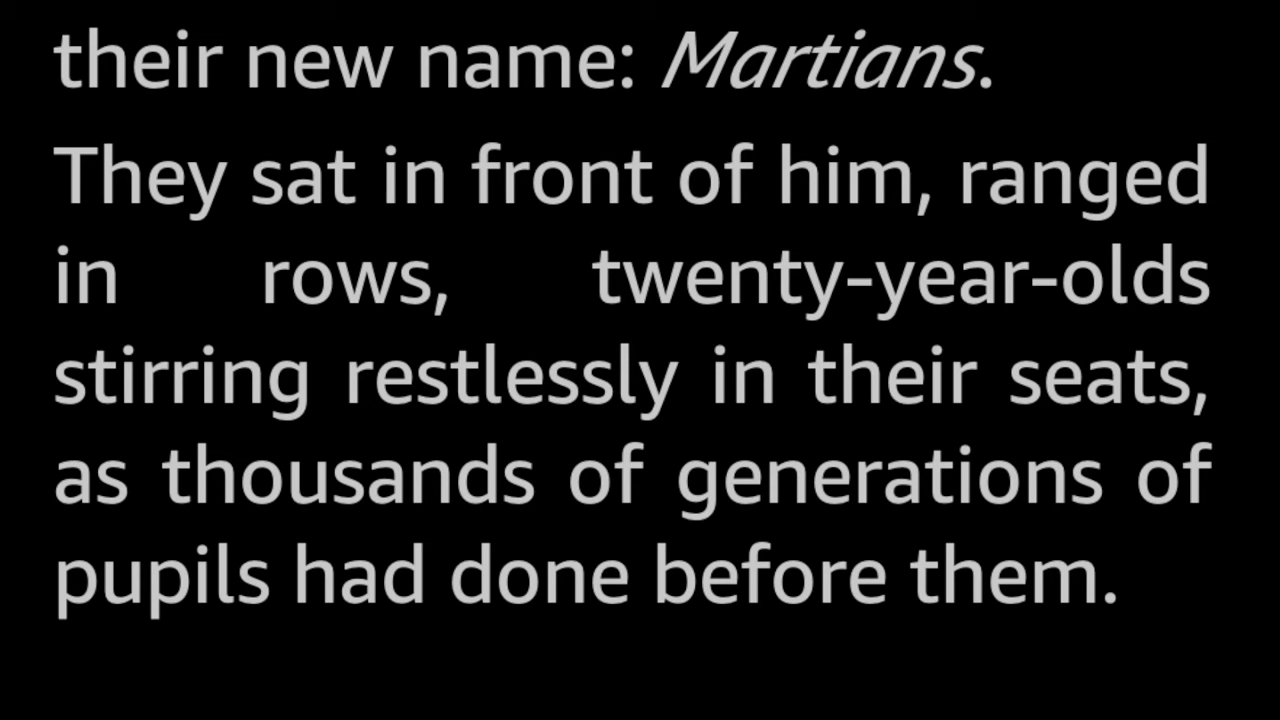 their new name: Martians.
They sat in front of him, ranged
in rows, twenty-year-olds
stirring restlessly in their seats,
as thousands of generations of
pupils had done before them.